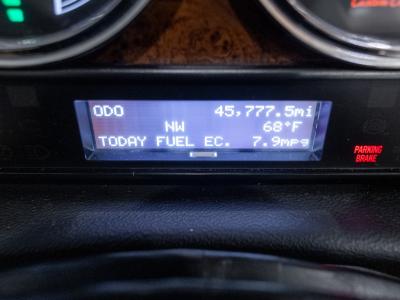 ODO 45,777.5mi
NW 68°F
TODAY FUEL EC. 7.9mpg
PARKING
BRAKE